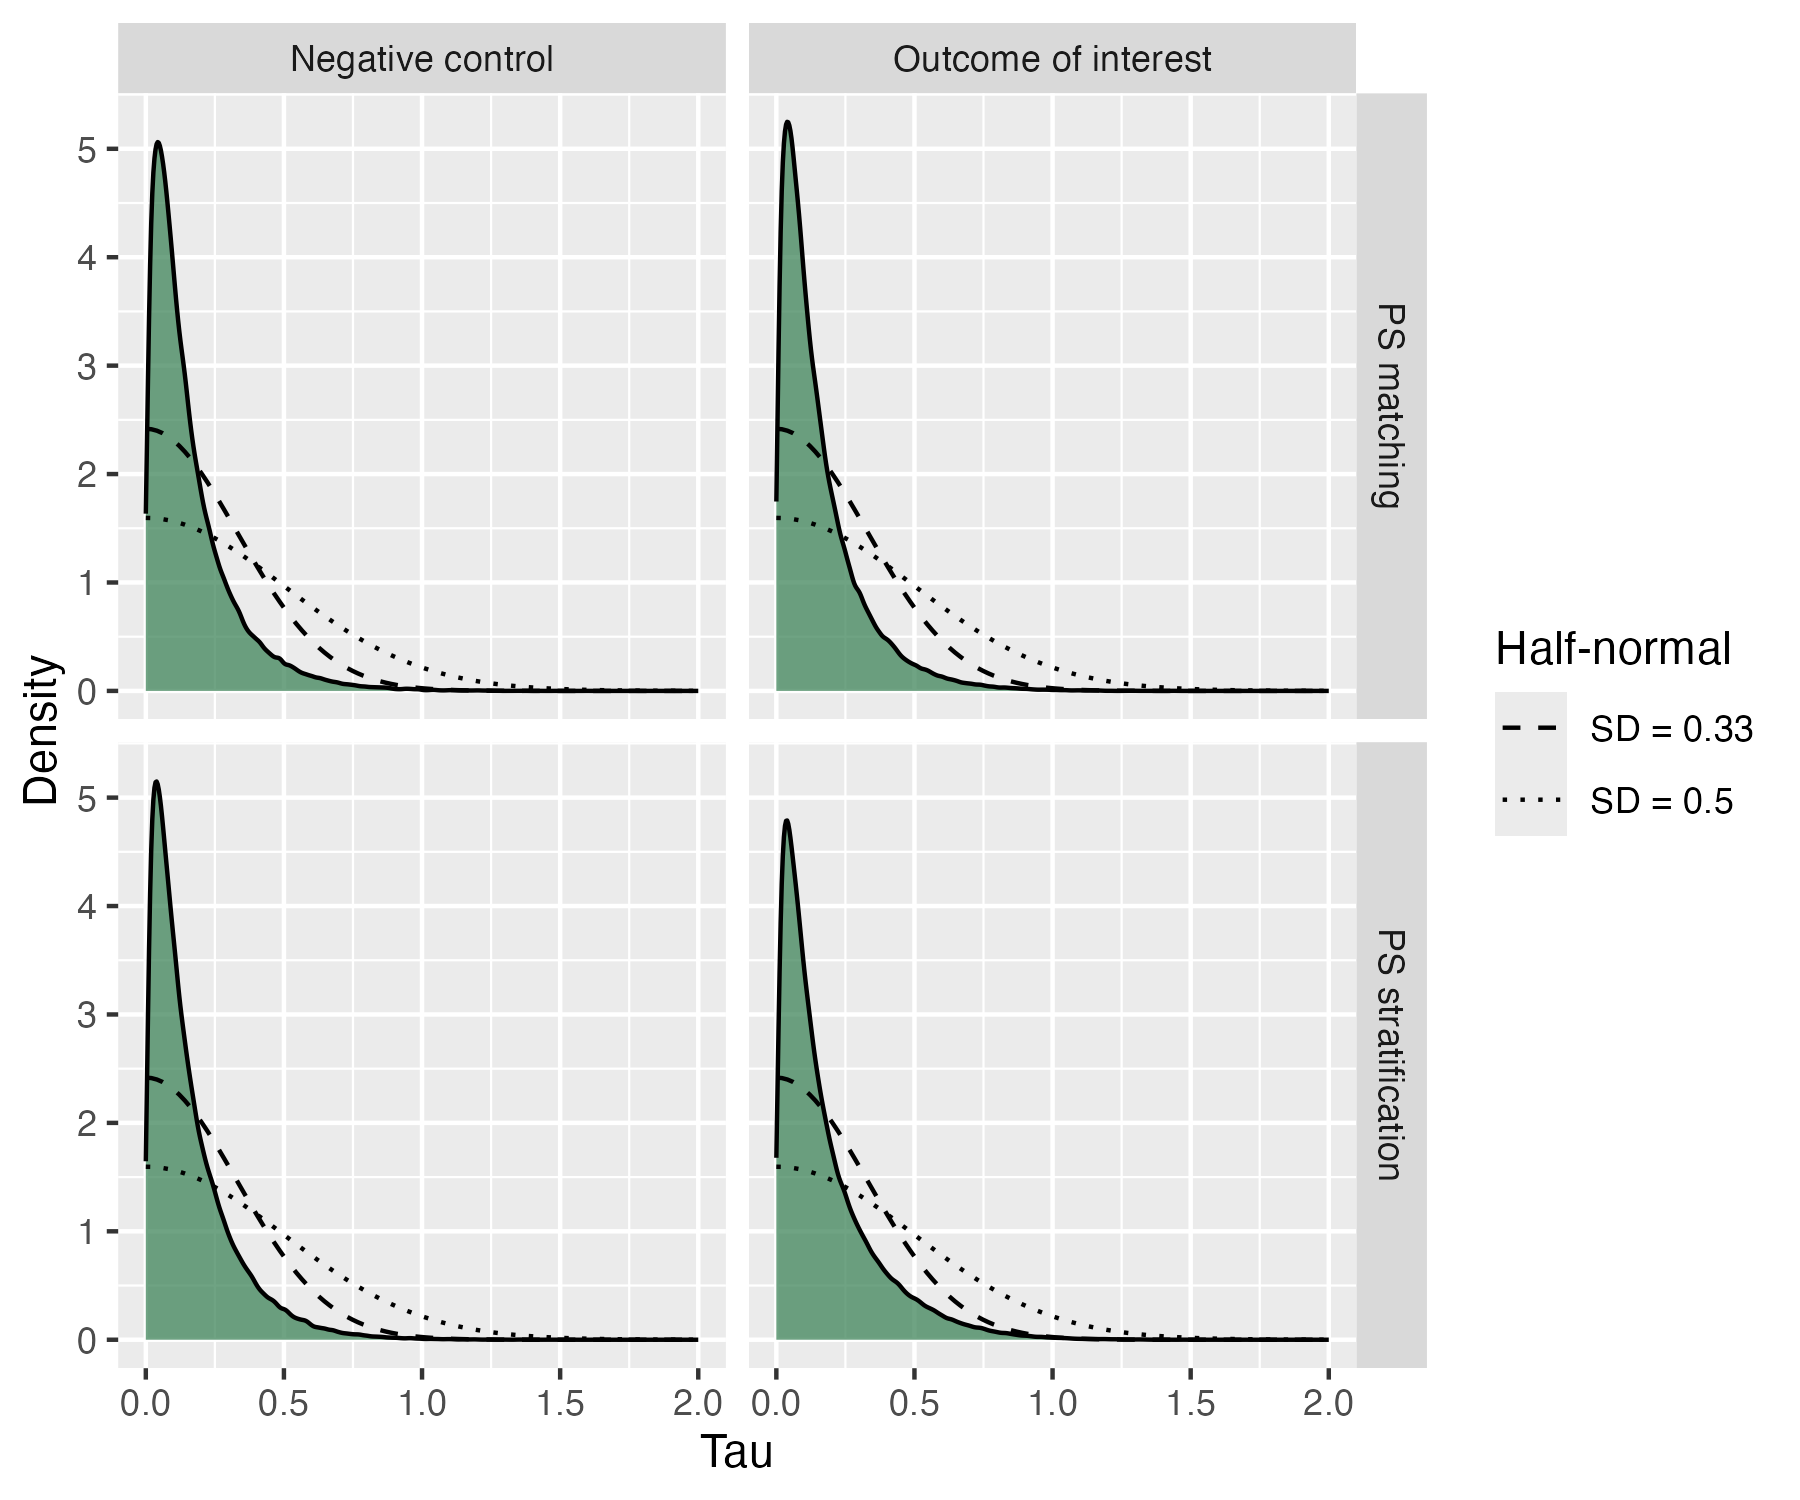 Negative control
Outcome of interest
5
4
3
2
1
0
PS matching
5
4
3
2
1
0
PS stratification
0.0 0.5 1.0 1.5 2.0 0.0 0.5 1.0 1.5 2.0
Tau
Density
Half-normal
SD = 0.33
SD = 0.5